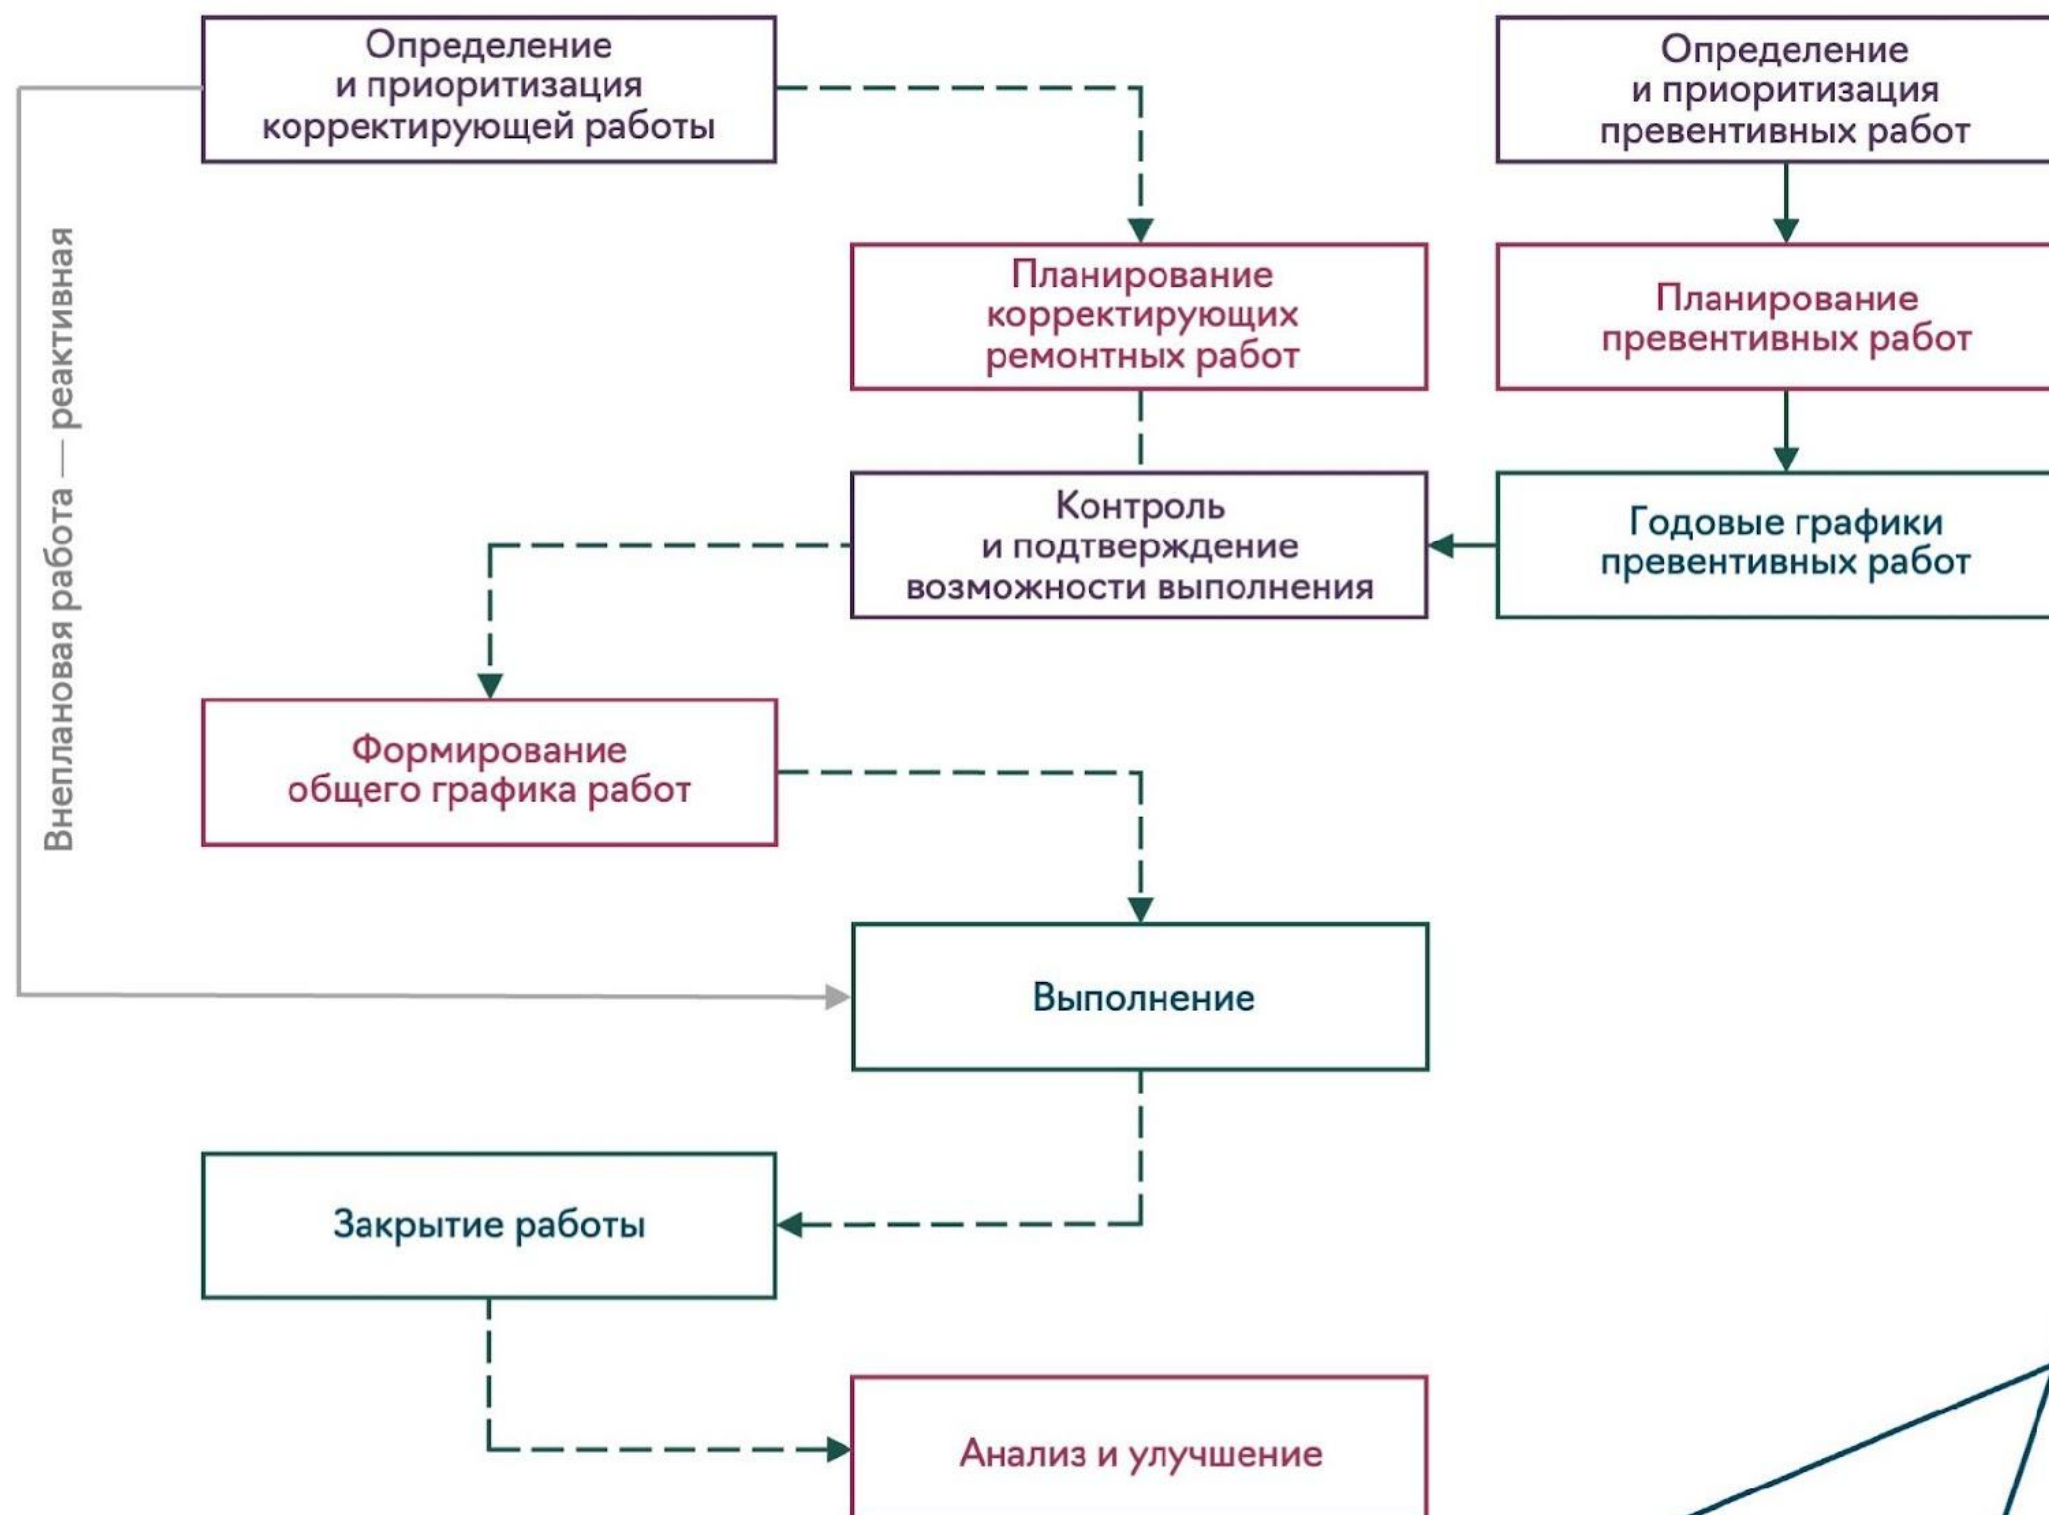 Определение
и приоритизация
корректирующей работы
Определение
и приоритизация
превентивных работ
Внеплановая работа — реактивная
Планирование
корректирующих
ремонтных работ
Планирование
превентивных работ
Контроль
и подтверждение
возможности выполнения
Годовые графики
превентивных работ
Формирование
общего графика работ
Выполнение
Закрытие работы
Анализ и улучшение